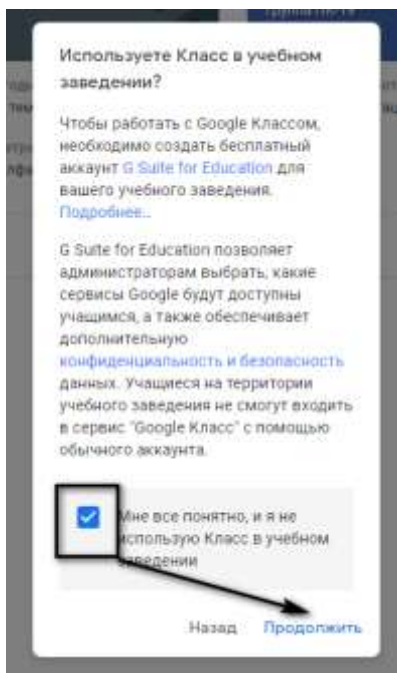 Используете Класс в учебном
заведении?
Чтобы работать с Google Классом,
необходимо создать бесплатный
аккаунт G Suite for Education для
вашего учебного заведения.
Подробнее…
G Suite for Education позволяет
администраторам выбрать, какие
сервисы Google будут доступны
учащимся, а также обеспечивает
дополнительную
конфиденциальность и безопасность
данных. Учащиеся на территории
учебного заведения не смогут входить
в сервис "Google Класс" с помощью
обычного аккаунта.
Мне все понятно, и я не
использую Класс в учебном
заведении
Назад Продолжить